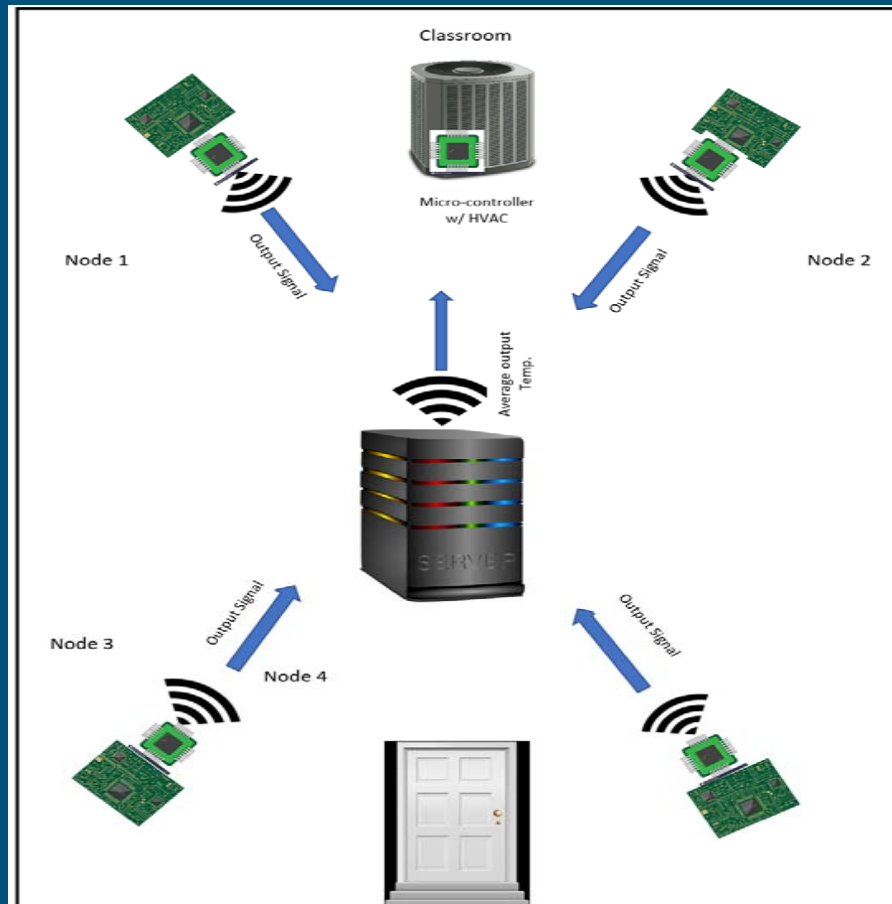 Classroom
Micro-controller
w/ HVAC
Node 1
Output Signal
Output Signal
Node 2
Average output
Temp.
SERVER
Output Signal
Output Signal
Node 3
Node 4